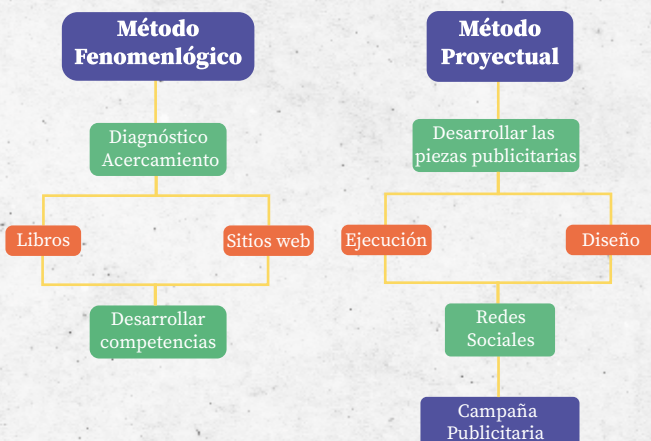 Método
Fenomenlógico
Diagnóstico
Acercamiento
Libros
Sitios web
Desarrollar
competencias
Método
Proyectual
Desarrollar las
piezas publicitarias
Ejecución
Diseño
Redes
Sociales
Campaña
Publicitaria